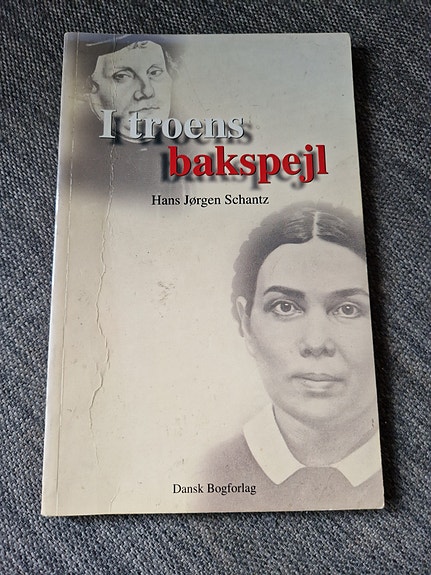 I troens
bakspejl
Hans Jørgen Schantz
Dansk Bogforlag